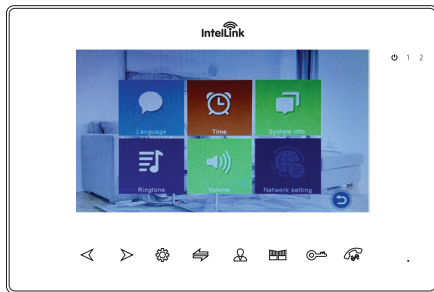 IntelLink
1 2
Language
Time
System info
Ringtone
Volume
Network setting